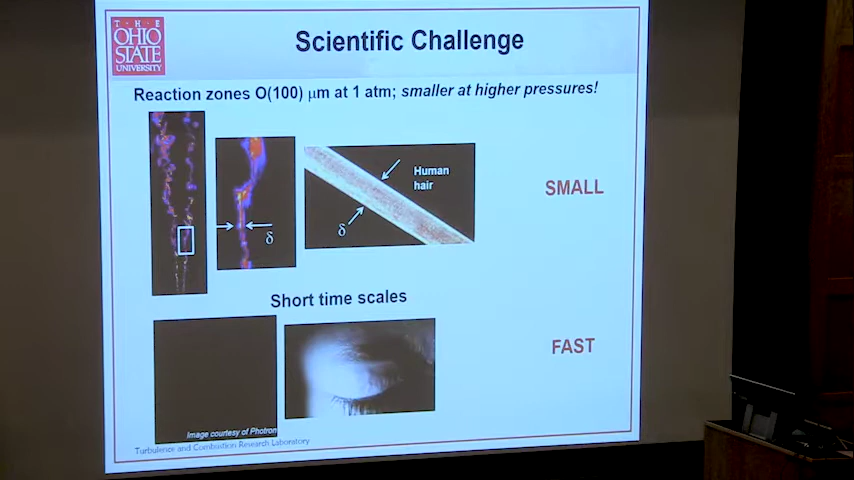 T · H · E
OHIO
STATE
UNIVERSITY
Scientific Challenge
Reaction zones O(100) μm at 1 atm; smaller at higher pressures!
Human
hair
δ
δ
SMALL
Short time scales
FAST
Image courtesy of Photron
Turbulence and Combustion Research Laboratory